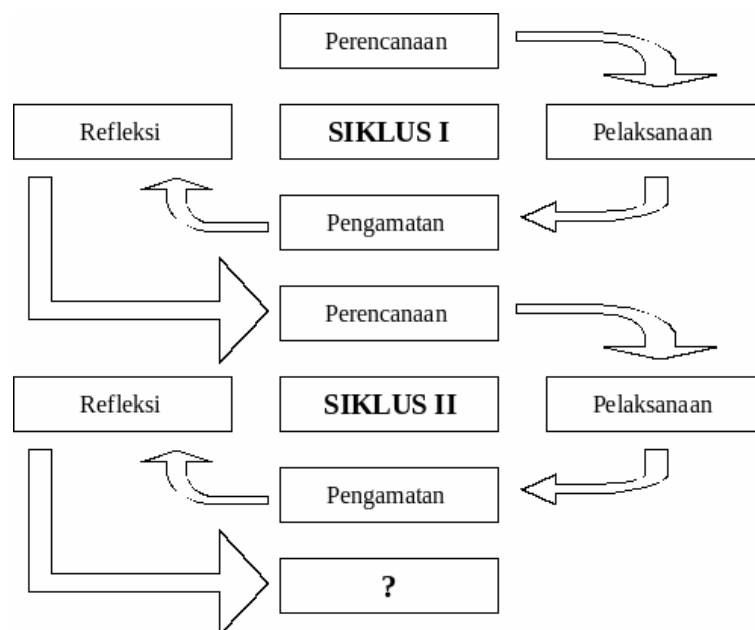 Perencanaan
Refleksi
SIKLUS I
Pelaksanaan
Pengamatan
Perencanaan
Refleksi
SIKLUS II
Pelaksanaan
Pengamatan
?